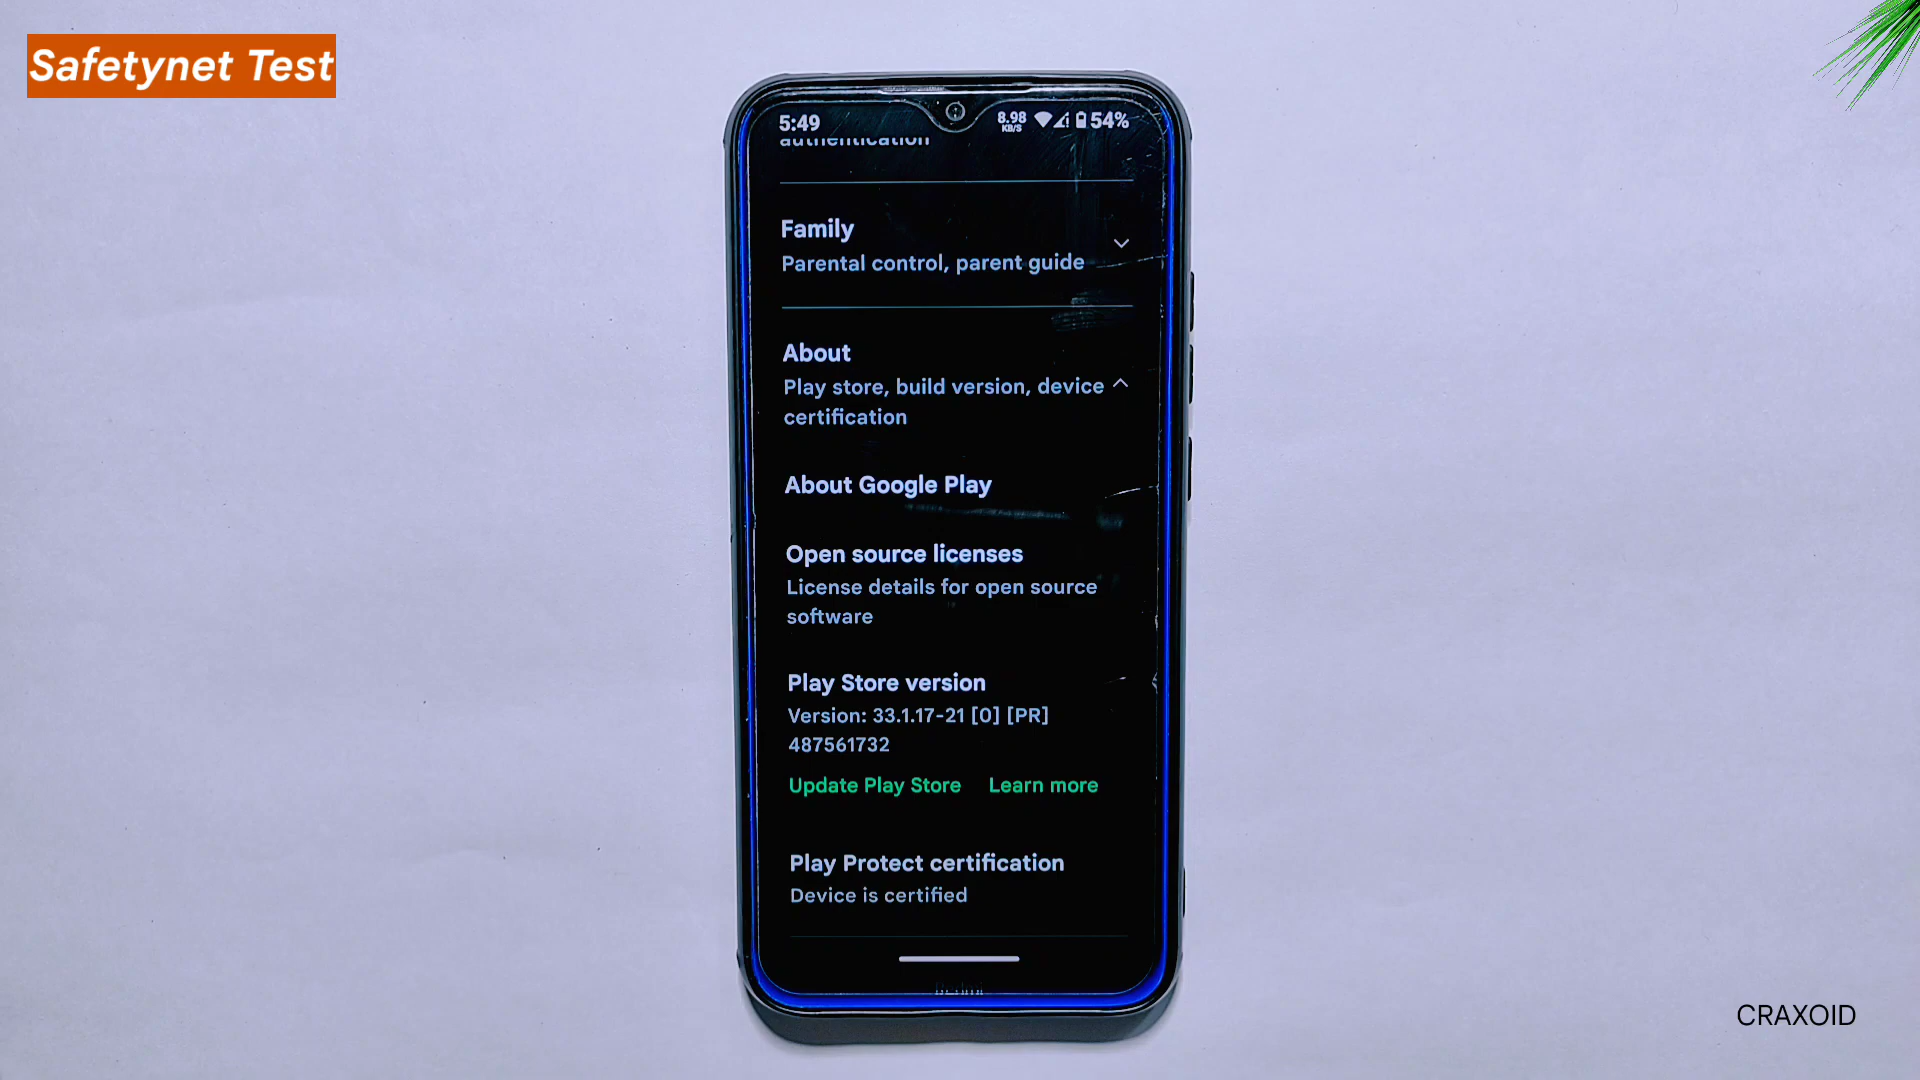 Safetynet Test
5:49
8.98
KB/S
54%
authentication
Family
Parental control, parent guide
About
Play store, build version, device
certification
About Google Play
Open source licenses
License details for open source
software
Play Store version
Version: 33.1.17-21 [0] [PR]
487561732
Update Play Store Learn more
Play Protect certification
Device is certified
Redmi
CRAXOID